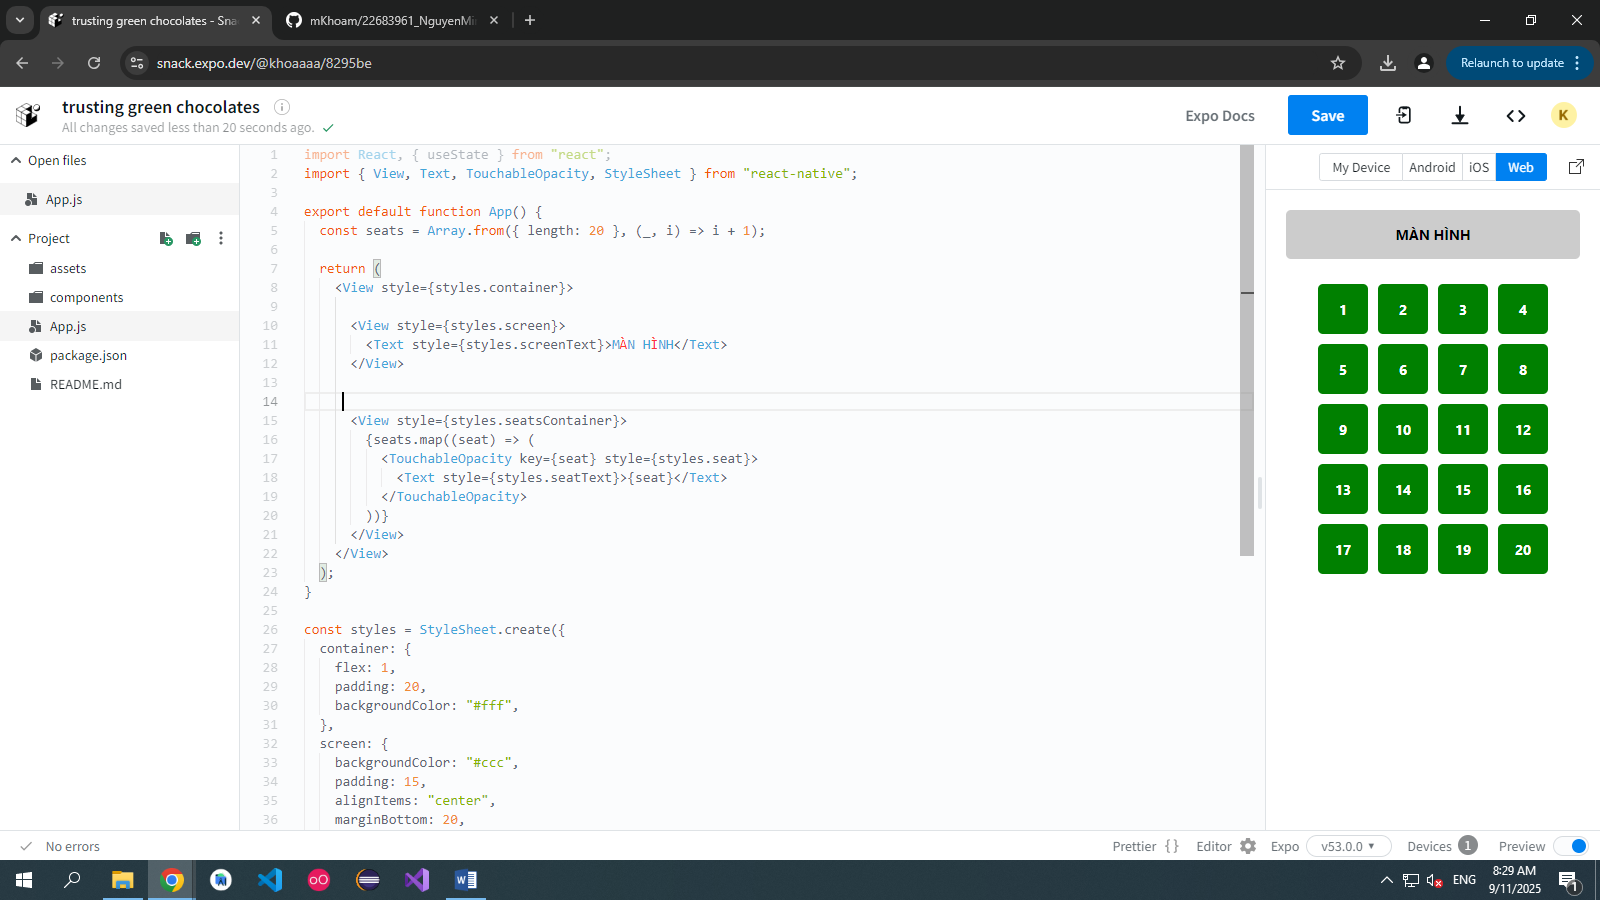 trusting green chocolates - Sna
mKhoam/22683961_NguyenMi
snack.expo.dev/@khoaaaa/8295be
Relaunch to update
trusting green chocolates
All changes saved less than 20 seconds ago.
Expo Docs
Save
K
Open files
App.js
Project
assets
components
App.js
package.json
README.md
1 import React, { useState } from "react";
2 import { View, Text, TouchableOpacity, StyleSheet } from "react-native";
3
4 export default function App() {
5 const seats = Array.from({ length: 20 }, (_, i) => i + 1);
6
7 return (
8 <View style={styles.container}>
9
10 <View style={styles.screen}>
11 <Text style={styles.screenText}>MÀN HÌNH</Text>
12 </View>
13
14
15 <View style={styles.seatsContainer}>
16 {seats.map((seat) => (
17 <TouchableOpacity key={seat} style={styles.seat}>
18 <Text style={styles.seatText}>{seat}</Text>
19 </TouchableOpacity>
20 ))}
21 </View>
22 </View>
23 );
24 }
25
26 const styles = StyleSheet.create({
27 container: {
28 flex: 1,
29 padding: 20,
30 backgroundColor: "#fff",
31 },
32 screen: {
33 backgroundColor: "#ccc",
34 padding: 15,
35 alignItems: "center",
36 marginBottom: 20,
My Device Android iOS Web
MÀN HÌNH
1 2 3 4
5 6 7 8
9 10 11 12
13 14 15 16
17 18 19 20
No errors
Prettier {} Editor Expo v53.0.0 Devices 1 Preview
ENG
8:29 AM
9/11/2025
1